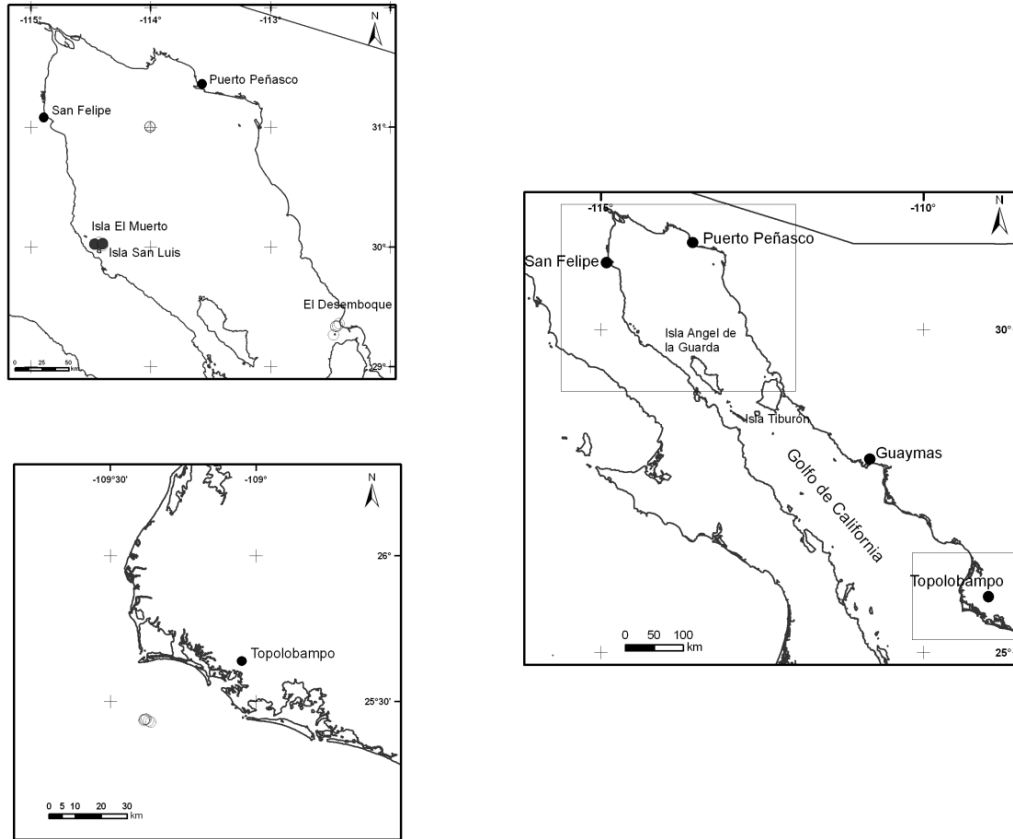 -115° -114° -113°
N
Puerto Peñasco
San Felipe
31°
Isla El Muerto
30°
Isla San Luis
El Desemboque
0 25 50
km
29°
-109°30' -109°
N
26°
Topolobampo
25°30'
0 5 10 20 30
km
-115° -110°
N
Puerto Peñasco
San Felipe
30°
Isla Angel de
la Guarda
Isla Tiburón
Guaymas
Golfo de California
Topolobampo
0 50 100
km
25°